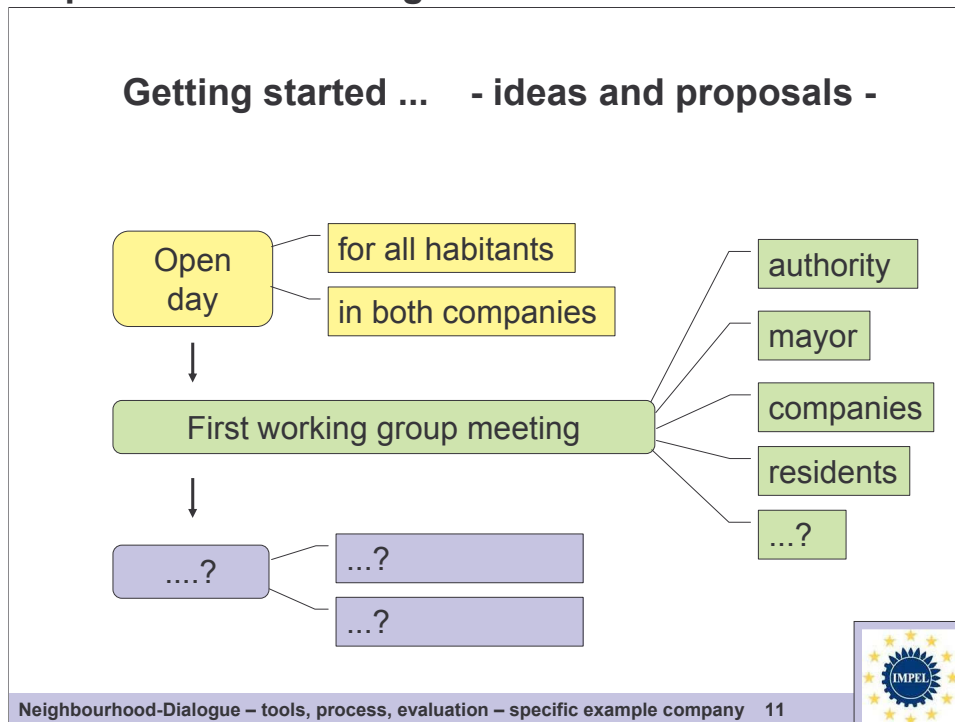 Getting started ... - ideas and proposals -
Open
day
for all habitants
in both companies
First working group meeting
authority
mayor
companies
residents
...?
....?
...?
...?
IMPEL
Neighbourhood-Dialogue – tools, process, evaluation – specific example company 11